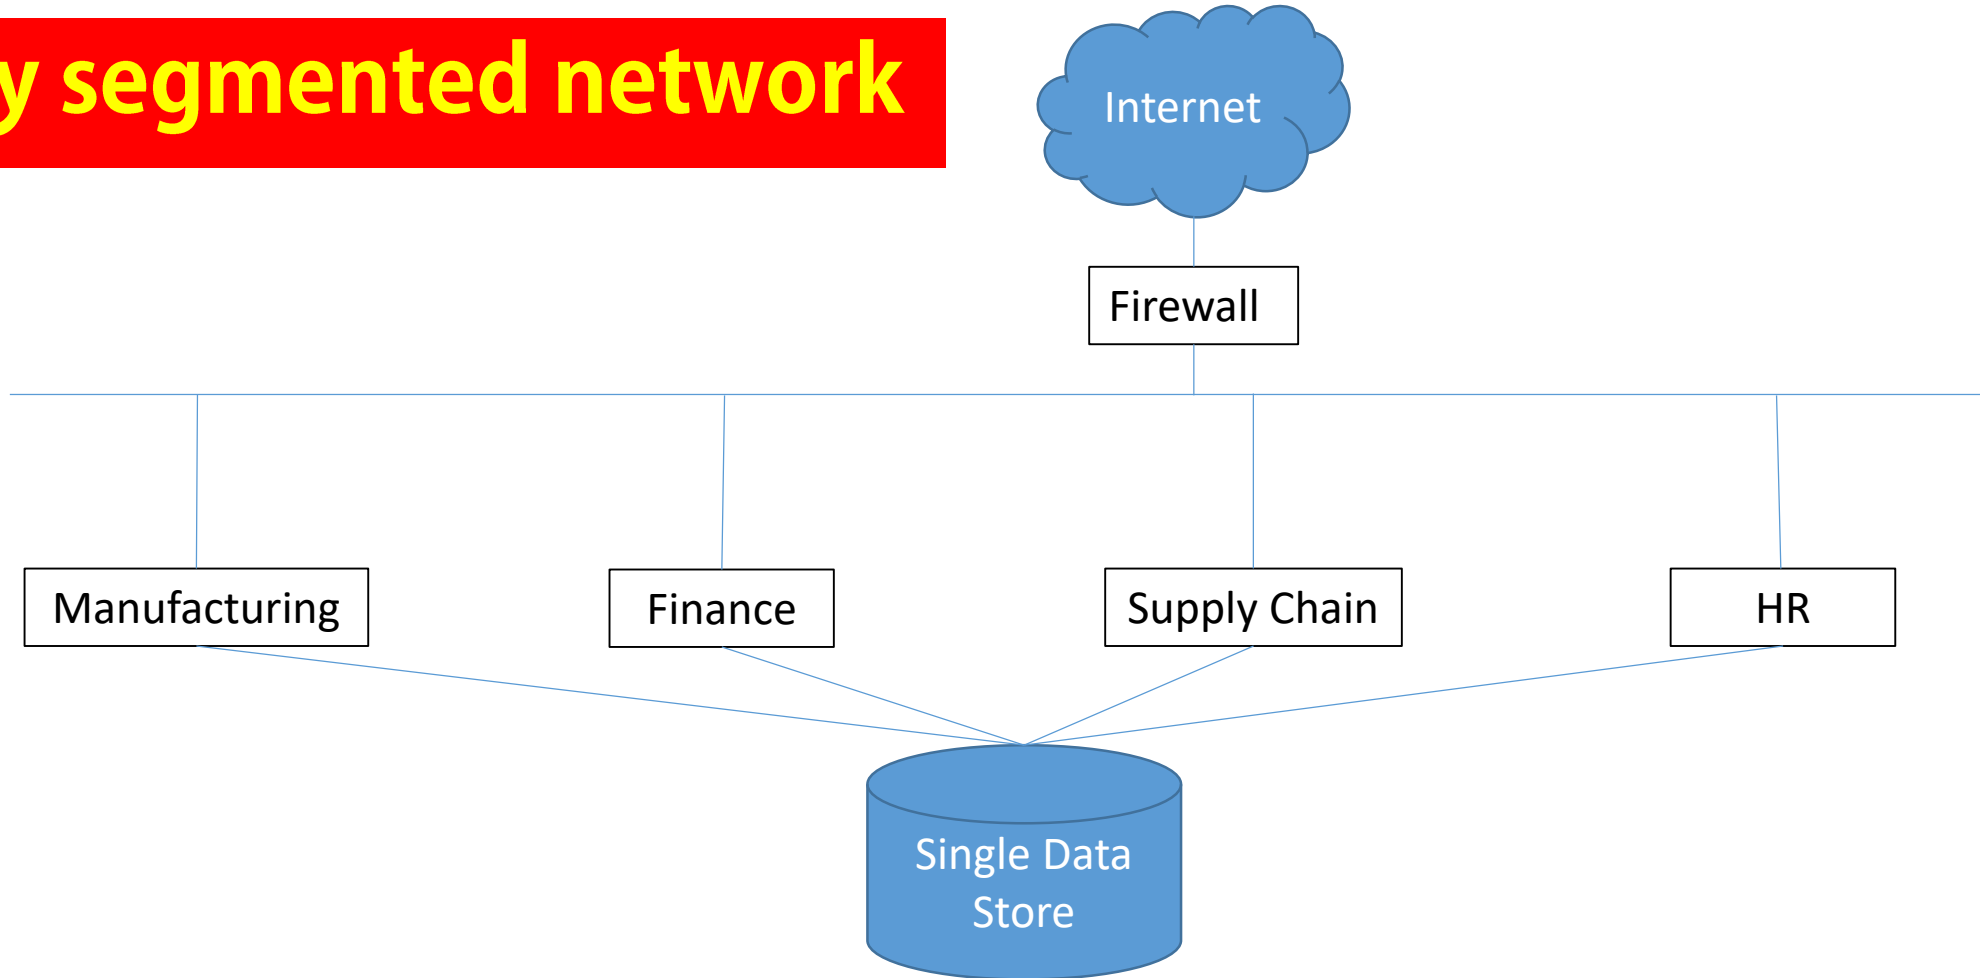 y segmented network
Internet
Firewall
Manufacturing
Finance
Supply Chain
HR
Single Data
Store